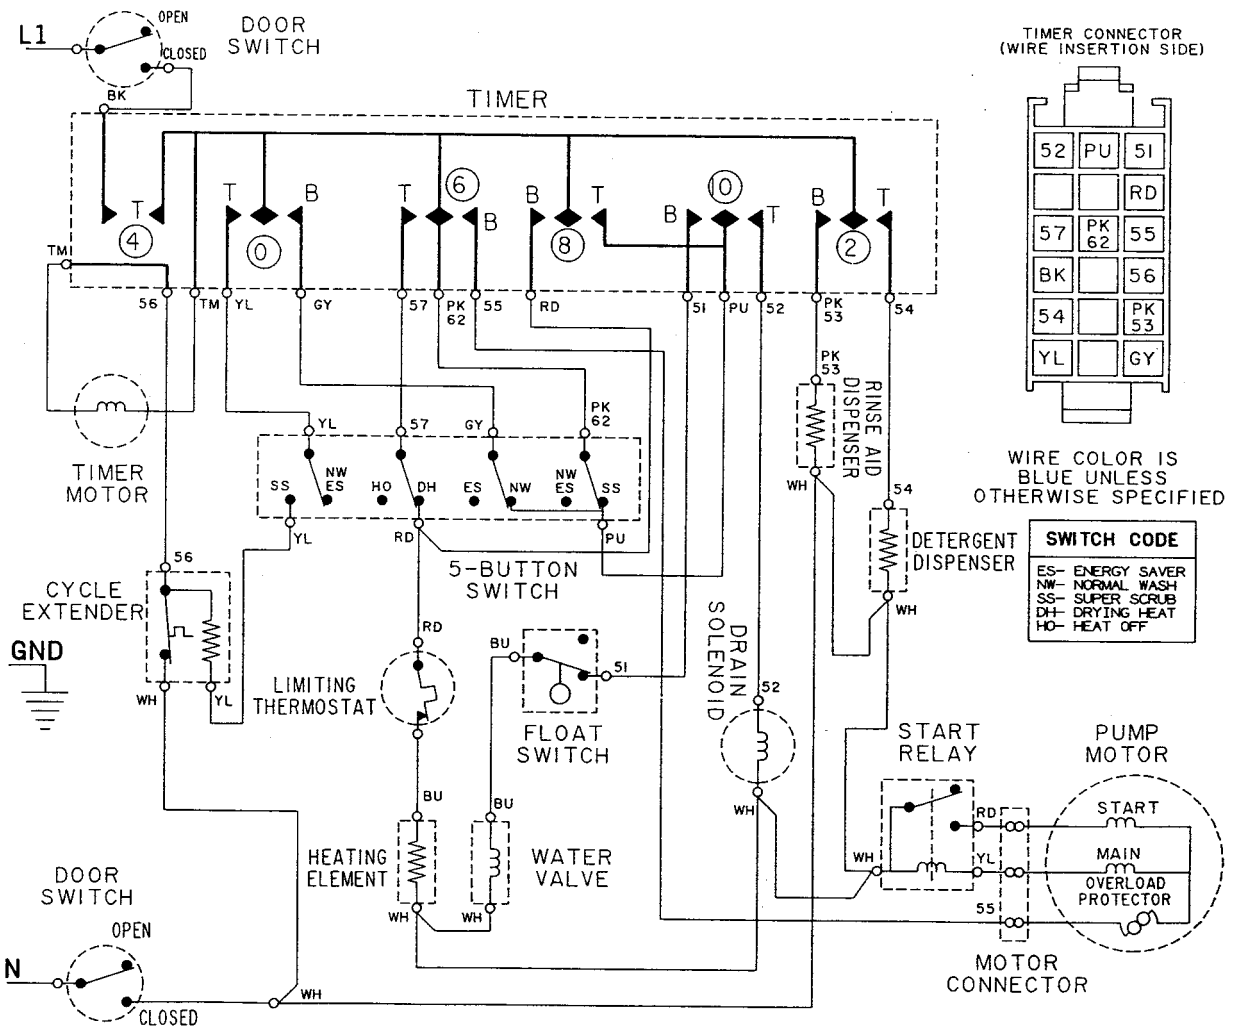 L1
OPEN
CLOSED
DOOR
SWITCH
BK
TIMER
TIMER CONNECTOR
(WIRE INSERTION SIDE)
52 PU 51
RD
57 PK 62 55
BK 56
54 PK 53
YL GY
T
4
T
B
0
T
6
B
B
T
8
10
B
T
B
T
2
TM
56
TM
YL
GY
57
PK
62
55
RD
51
PU
52
PK
53
54
PK
53
RINSE AID
DISPENSER
WH
TIMER
MOTOR
YL
57
GY
PK
62
SS
NW
ES
HO
DH
ES
NW
NW
ES
SS
YL
RD
PU
5-BUTTON
SWITCH
54
DETERGENT
DISPENSER
WH
WIRE COLOR IS
BLUE UNLESS
OTHERWISE SPECIFIED
SWITCH CODE
ES- ENERGY SAVER
NW- NORMAL WASH
SS- SUPER SCRUB
DH- DRYING HEAT
HO- HEAT OFF
56
CYCLE
EXTENDER
GND
WH
YL
RD
LIMITING
THERMOSTAT
BU
51
FLOAT
SWITCH
DRAIN
SOLENOID
52
WH
START
RELAY
PUMP
MOTOR
BU
BU
HEATING
ELEMENT
WATER
VALVE
WH
WH
RD
START
WH
YL
MAIN
OVERLOAD
PROTECTOR
55
MOTOR
CONNECTOR
DOOR
SWITCH
OPEN
N
CLOSED
WH